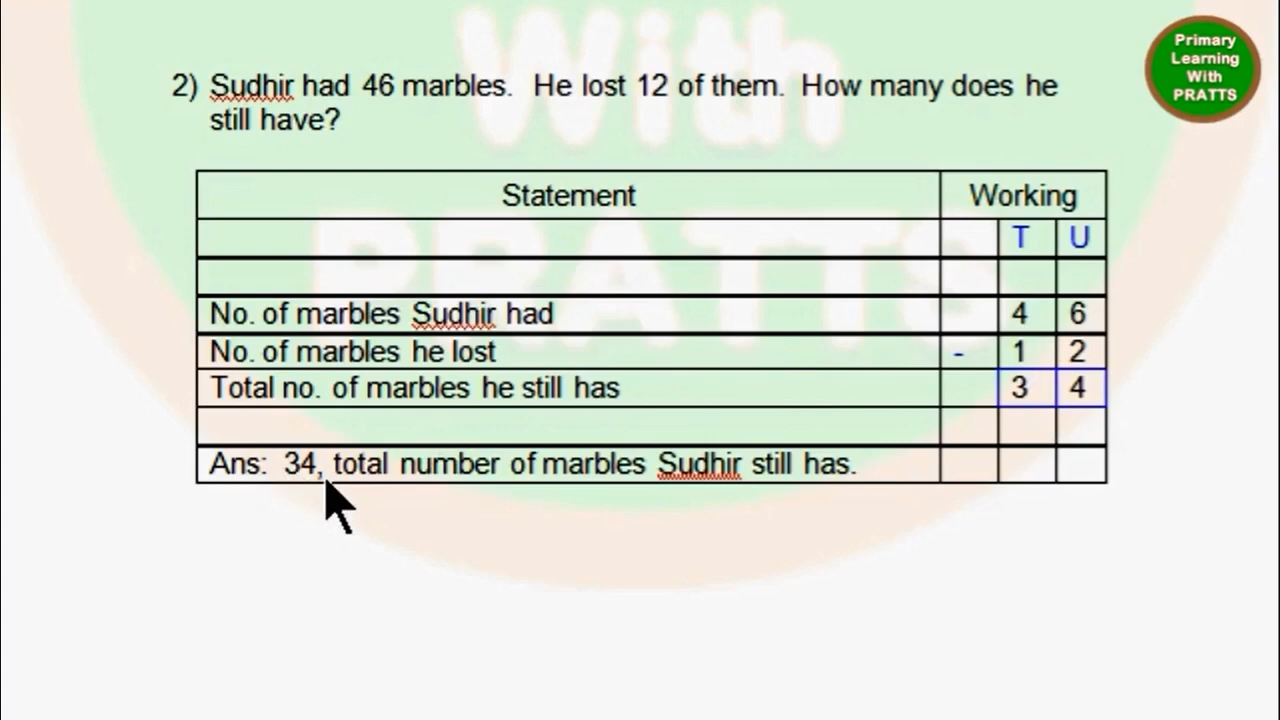 With
PRATTS
Primary
Learning
With
PRATTS
2) Sudhir had 46 marbles. He lost 12 of them. How many does he
still have?
Statement Working
T U
No. of marbles Sudhir had 4 6
No. of marbles he lost - 1 2
Total no. of marbles he still has 3 4
Ans: 34, total number of marbles Sudhir still has.